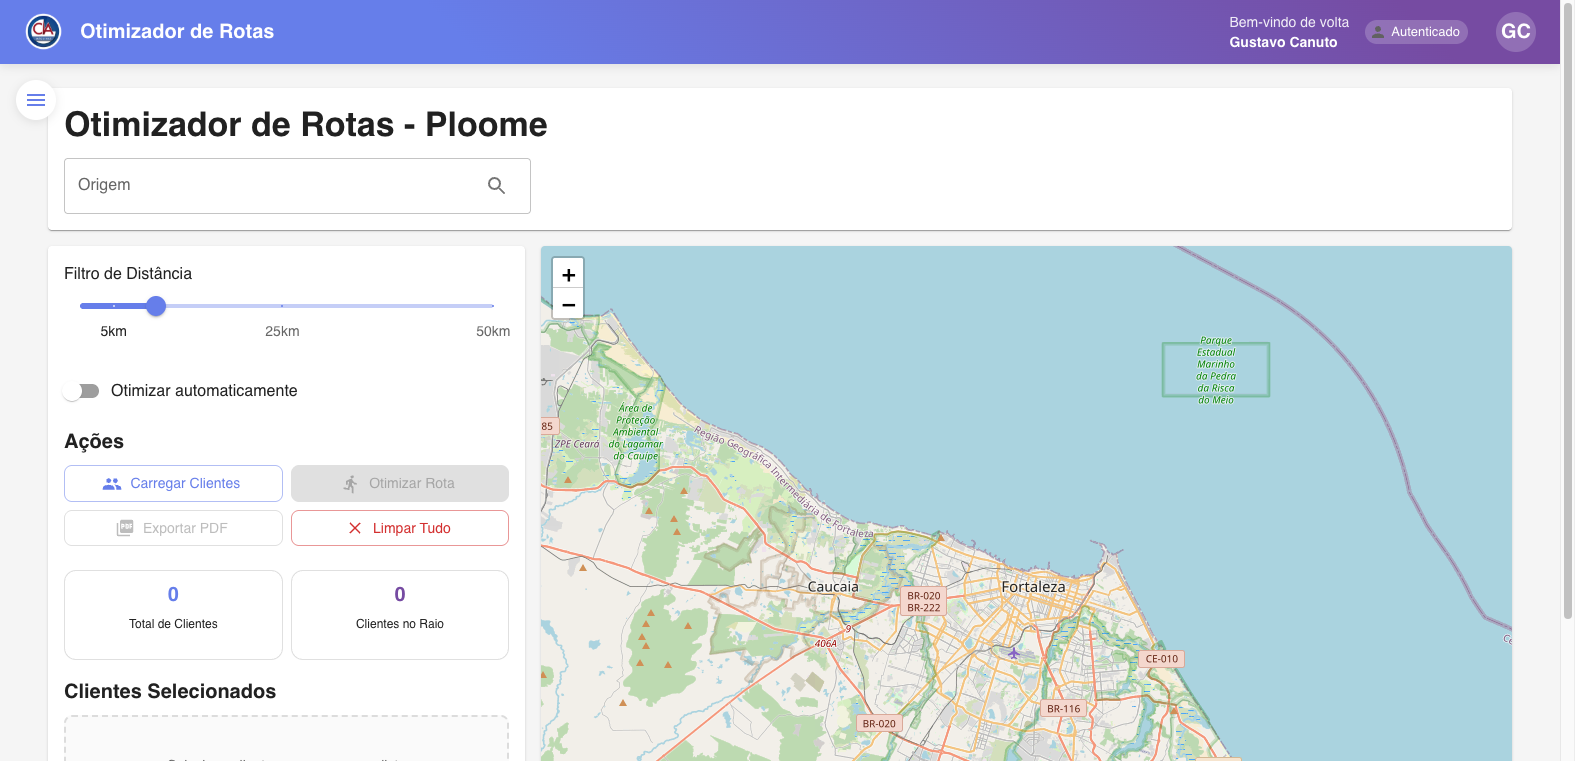 CA
Otimizador de Rotas
Bem-vindo de volta
Gustavo Canuto
Autenticado
GC
Otimizador de Rotas - Ploome
Origem
Filtro de Distância
5km
25km
50km
Otimizar automaticamente
Ações
Carregar Clientes
Otimizar Rota
PDF
Exportar PDF
Limpar Tudo
0
Total de Clientes
0
Clientes no Raio
Clientes Selecionados
+
−
Parque
Estadual
Marinho
da Pedra
da Risca
do Meio
Área de
Proteção
Ambiental
do Lagamar
do Cauipe
85
ZPE Ceará
Região Geográfica Intermediária de Fortaleza
Caucaia
Fortaleza
BR-020
BR-222
9
406A
CE-010
BR-116
BR-020